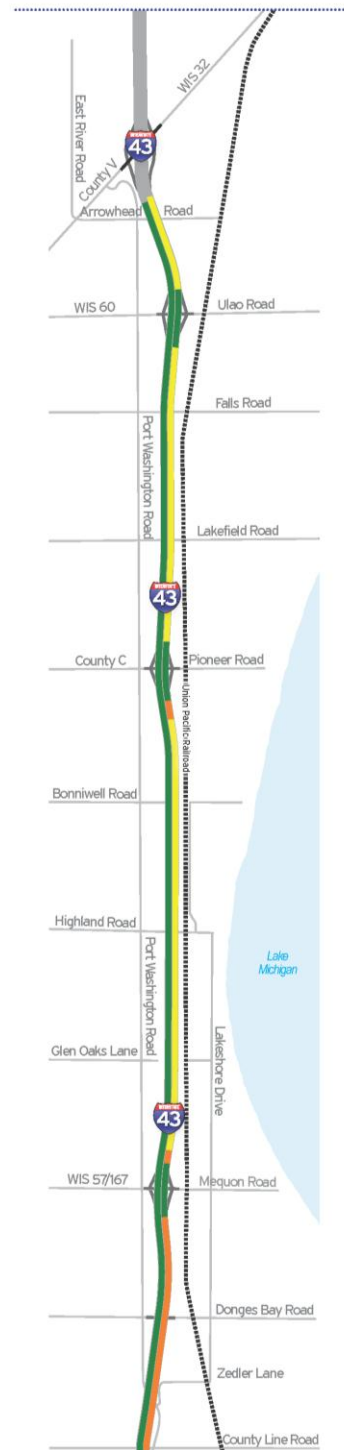 WIS 32
East River Road
43
County V
Arrowhead Road
WIS 60
Ulao Road
Falls Road
Port Washington Road
Lakefield Road
43
County C
Pioneer Road
Union Pacific Railroad
Bonniwell Road
Highland Road
Port Washington Road
Lake
Michigan
Lakeshore Drive
Glen Oaks Lane
43
WIS 57/167
Mequon Road
Donges Bay Road
Zedler Lane
County Line Road